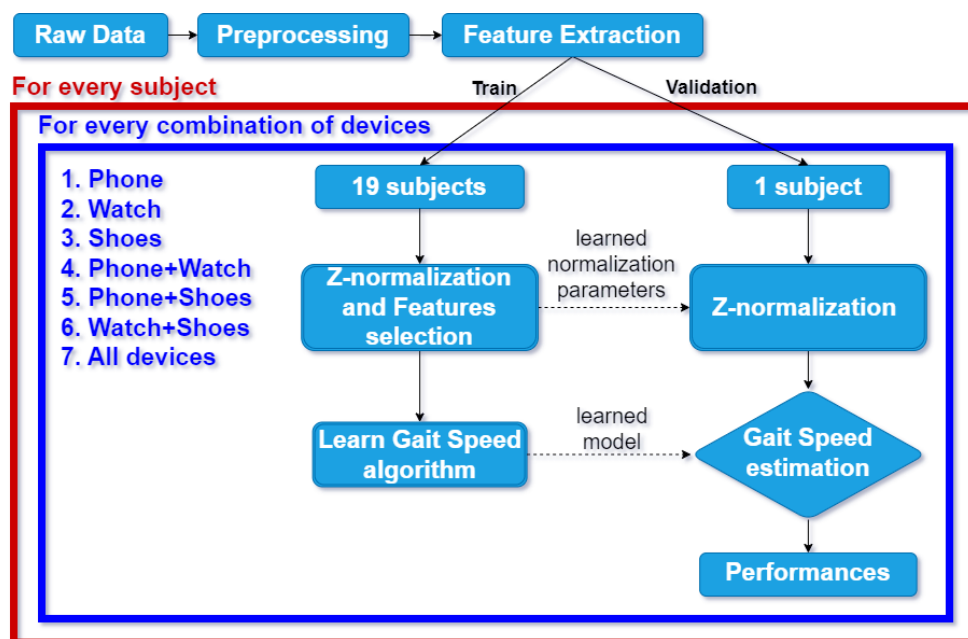 Raw Data
Preprocessing
Feature Extraction
For every subject
Train
Validation
For every combination of devices
1. Phone
2. Watch
3. Shoes
4. Phone+Watch
5. Phone+Shoes
6. Watch+Shoes
7. All devices
19 subjects
1 subject
learned
normalization
parameters
Z-normalization
and Features
selection
Z-normalization
learned
model
Learn Gait Speed
algorithm
Gait Speed
estimation
Performances